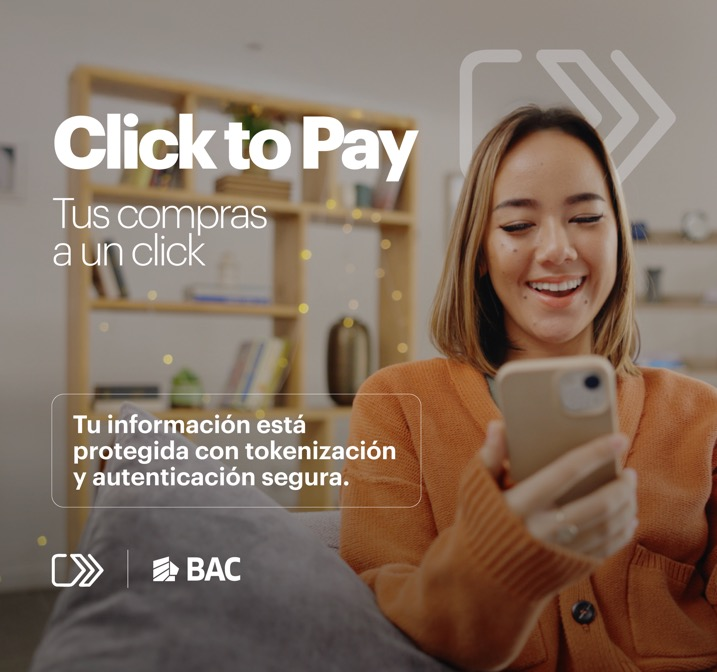 Click to Pay
Tus compras
a un click
Tu información está
protegida con tokenización
y autenticación segura.
BAC